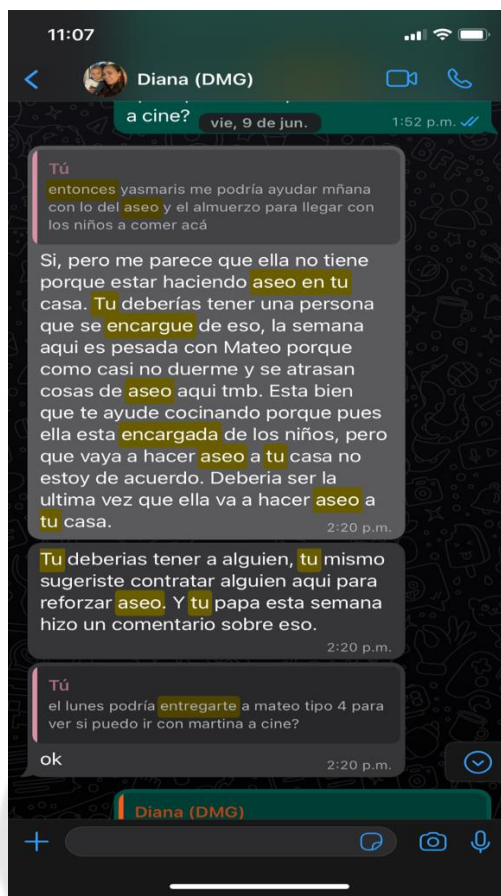 11:07
Diana (DMG)
a cine?
vie, 9 de jun.
1:52 p.m.
Tú
entonces yasmaris me podría ayudar mñana
con lo del aseo y el almuerzo para llegar con
los niños a comer acá
Si, pero me parece que ella no tiene
porque estar haciendo aseo en tu
casa. Tu deberías tener una persona
que se encargue de eso, la semana
aqui es pesada con Mateo porque
como casi no duerme y se atrasan
cosas de aseo aqui tmb. Esta bien
que te ayude cocinando porque pues
ella esta encargada de los niños, pero
que vaya a hacer aseo a tu casa no
estoy de acuerdo. Deberia ser la
ultima vez que ella va a hacer aseo a
tu casa.
2:20 p.m.
Tu deberias tener a alguien, tu mismo
sugeriste contratar alguien aqui para
reforzar aseo. Y tu papa esta semana
hizo un comentario sobre eso.
2:20 p.m.
Tú
el lunes podría entregarte a mateo tipo 4 para
ver si puedo ir con martina a cine?
ok
2:20 p.m.
Diana (DMG)